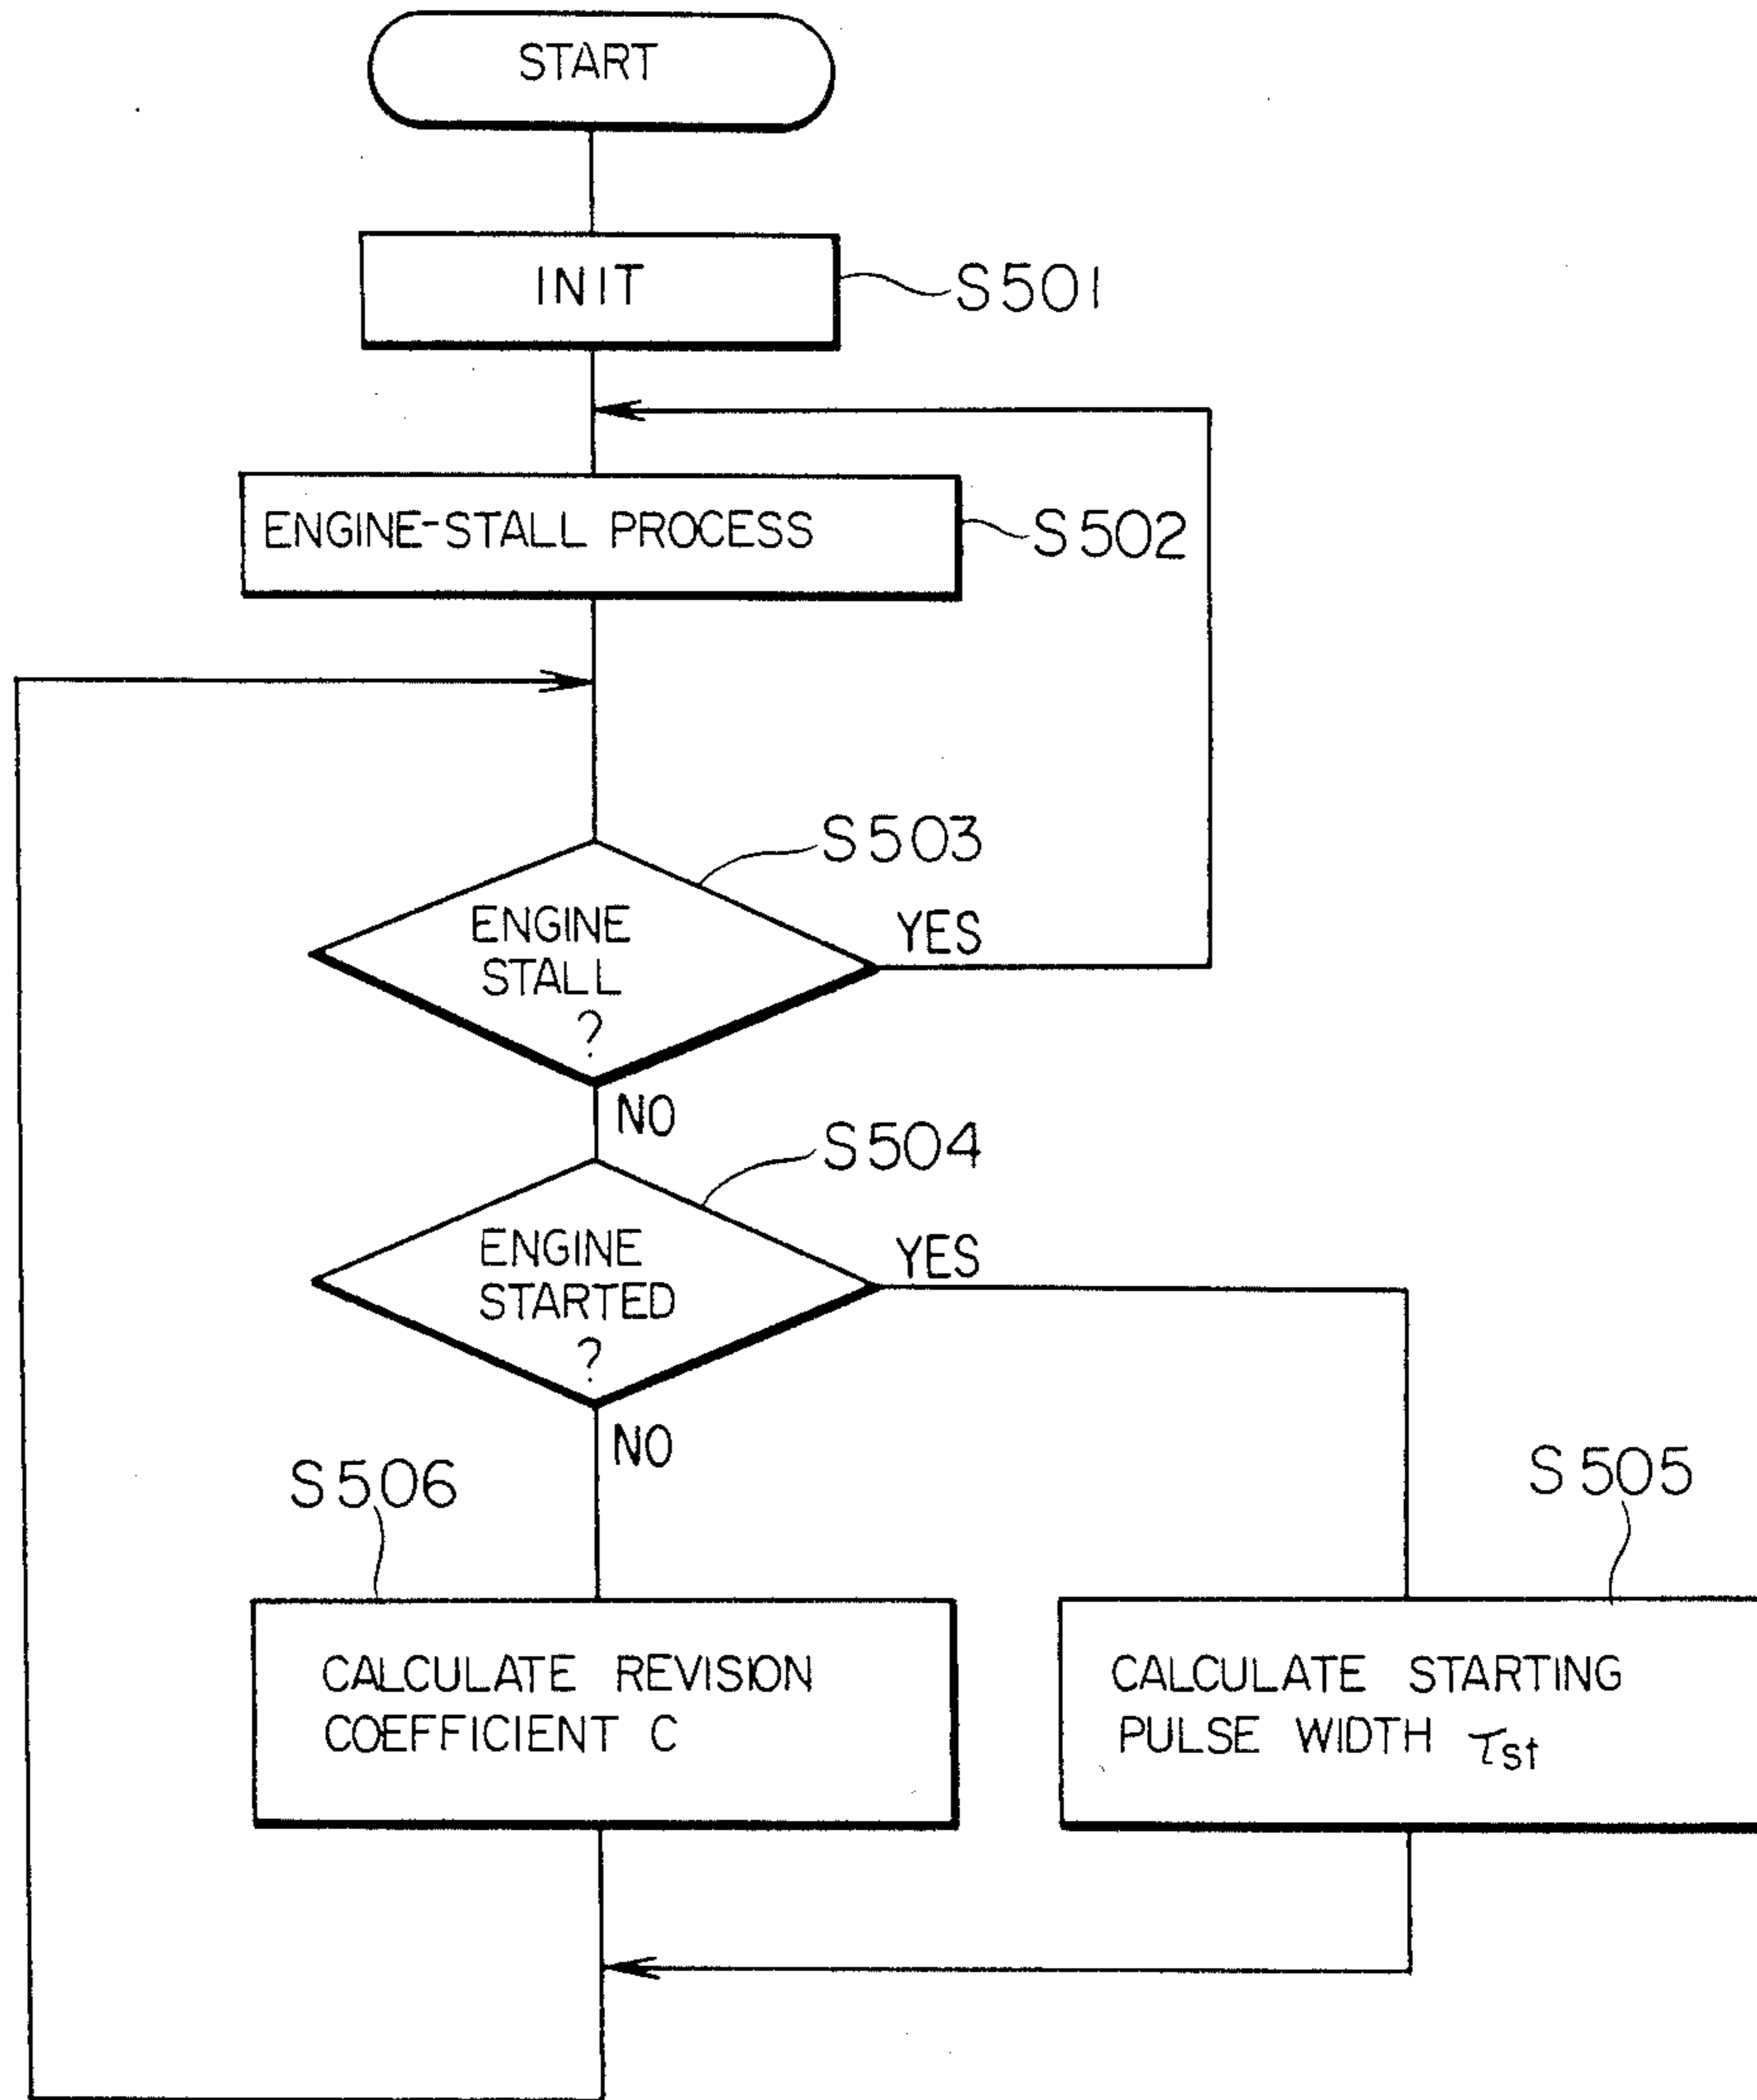 START
INIT
S501
ENGINE-STALL PROCESS
S502
S503
ENGINE
STALL
?
YES
NO
S504
ENGINE
STARTED
?
YES
NO
S506
S505
CALCULATE REVISION
COEFFICIENT C
CALCULATE STARTING
PULSE WIDTH τst